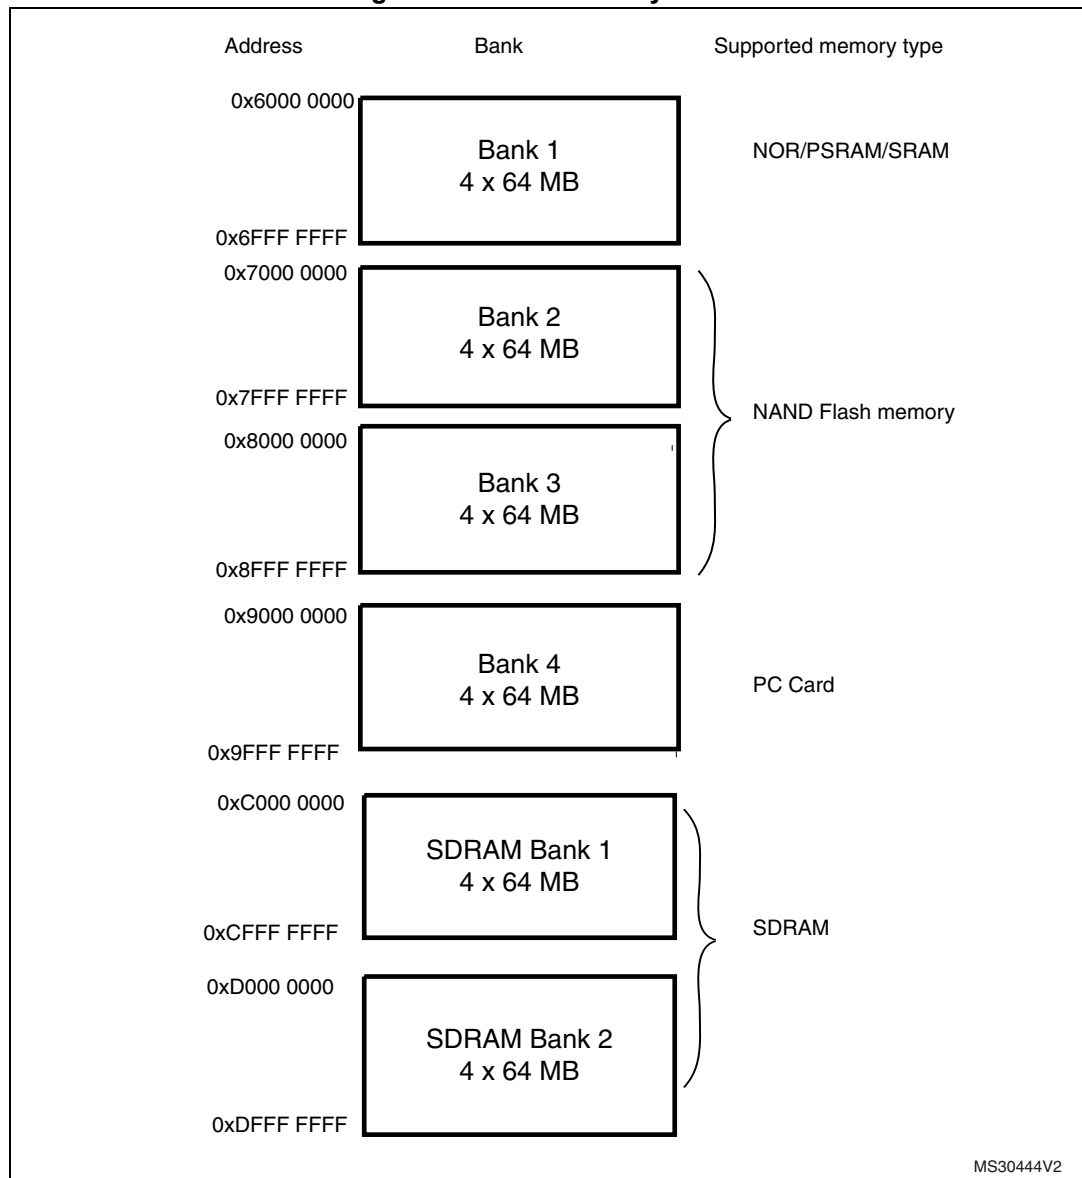 Address Bank Supported memory type
0x6000 0000
Bank 1
4 x 64 MB
NOR/PSRAM/SRAM
0x6FFF FFFF
0x7000 0000
Bank 2
4 x 64 MB
0x7FFF FFFF
NAND Flash memory
0x8000 0000
Bank 3
4 x 64 MB
0x8FFF FFFF
0x9000 0000
Bank 4
4 x 64 MB
PC Card
0x9FFF FFFF
0xC000 0000
SDRAM Bank 1
4 x 64 MB
0xCFFF FFFF
SDRAM
0xD000 0000
SDRAM Bank 2
4 x 64 MB
0xDFFF FFFF
MS30444V2